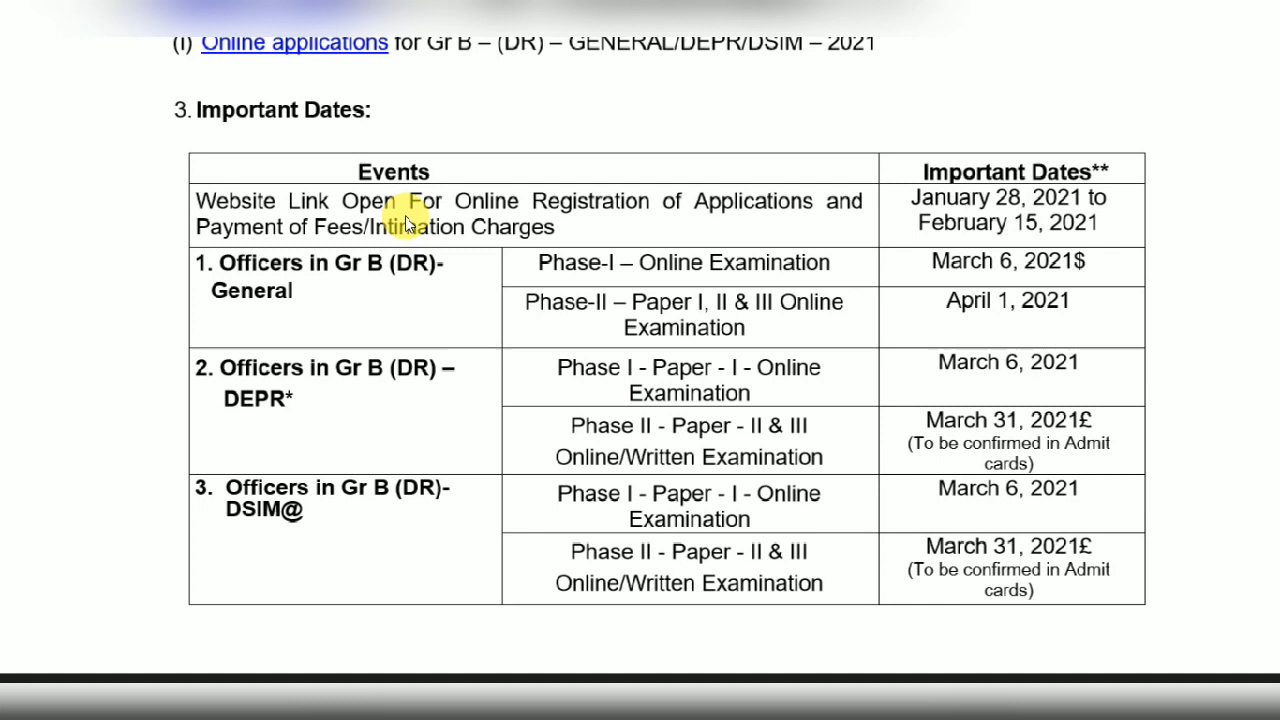 (i) Online applications for Gr B – (DR) – GENERAL/DEPR/DSIM – 2021
3. Important Dates:
Events
Important Dates**
Website Link Open For Online Registration of Applications and
Payment of Fees/Intimation Charges
January 28, 2021 to
February 15, 2021
1. Officers in Gr B (DR)-
General
Phase-I – Online Examination
March 6, 2021$
Phase-II – Paper I, II & III Online
Examination
April 1, 2021
2. Officers in Gr B (DR) –
DEPR*
Phase I - Paper - I - Online
Examination
March 6, 2021
Phase II - Paper - II & III
Online/Written Examination
March 31, 2021£
(To be confirmed in Admit
cards)
3. Officers in Gr B (DR)-
DSIM@
Phase I - Paper - I - Online
Examination
March 6, 2021
Phase II - Paper - II & III
Online/Written Examination
March 31, 2021£
(To be confirmed in Admit
cards)